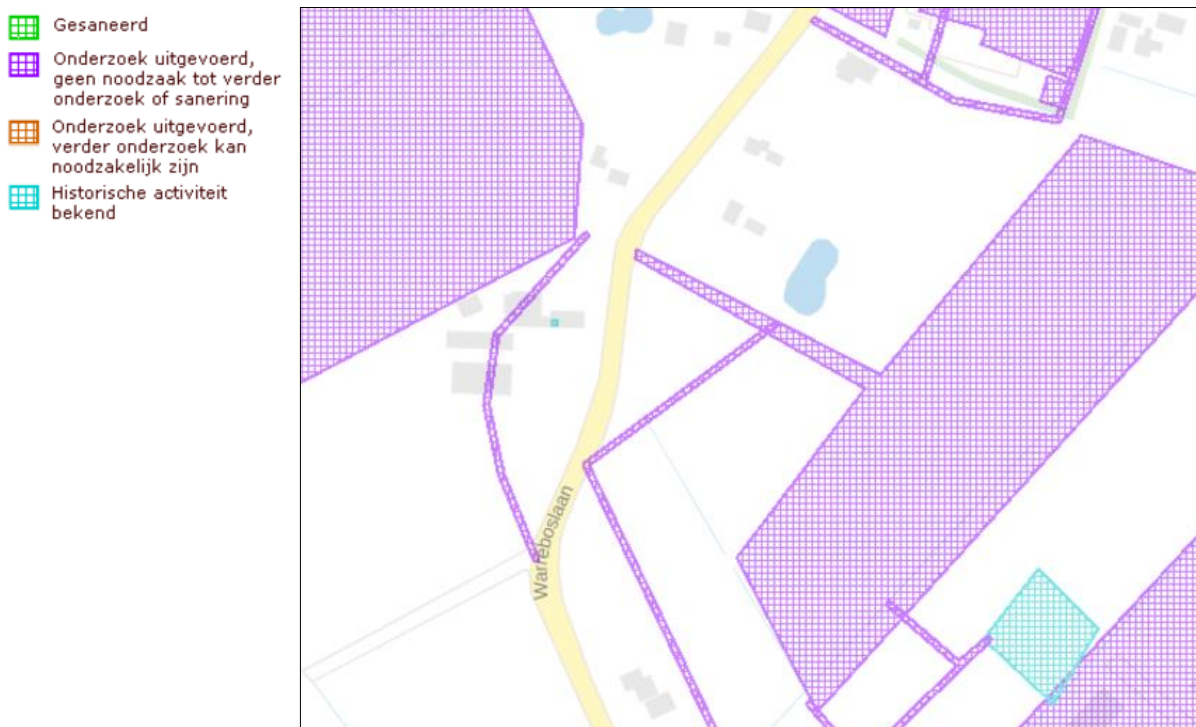 Gesaneerd
Onderzoek uitgevoerd,
geen noodzaak tot verder
onderzoek of sanering
Onderzoek uitgevoerd,
verder onderzoek kan
noodzakelijk zijn
Historische activiteit
bekend
Warreboslaan